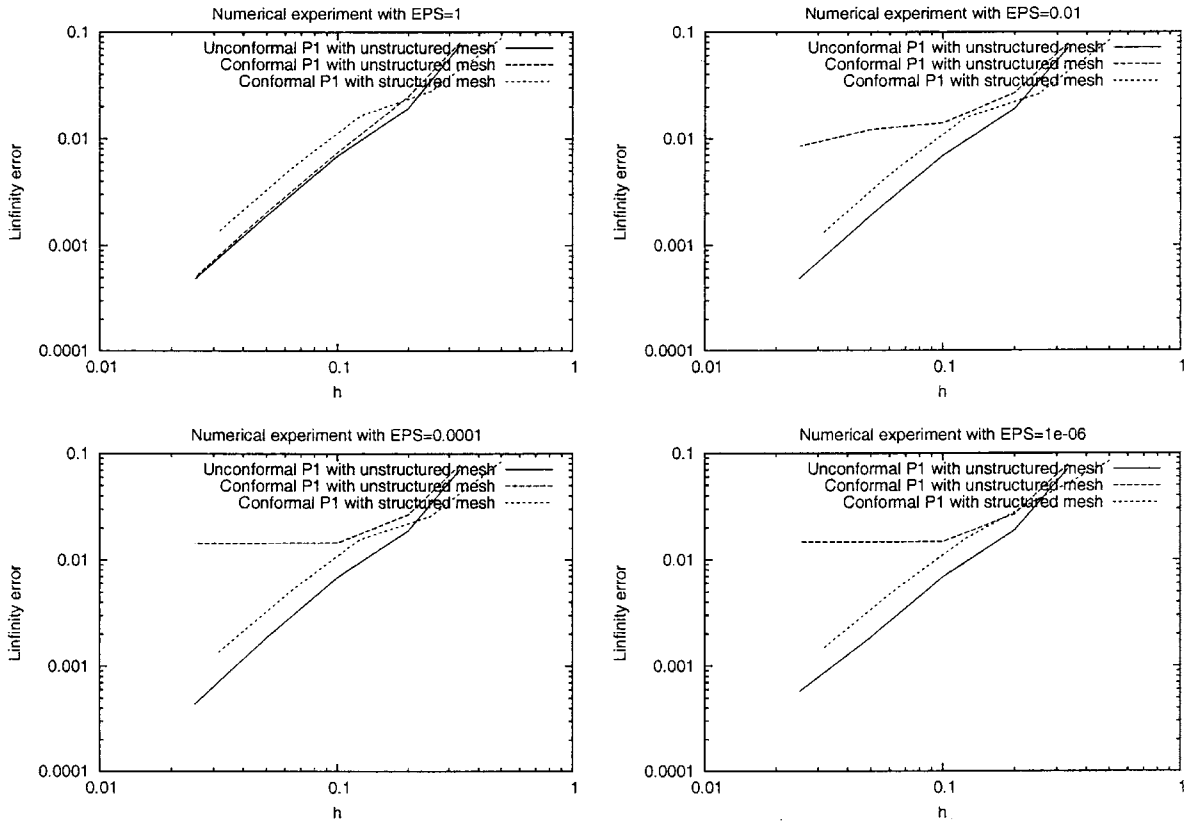 Numerical experiment with EPS=1
0.1
Unconformal P1 with unstructured mesh
Conformal P1 with unstructured mesh
Conformal P1 with structured mesh
0.01
Linfinity error
0.001
0.0001
0.01
0.1
1
h
Numerical experiment with EPS=0.01
0.1
Unconformal P1 with unstructured mesh
Conformal P1 with unstructured mesh
Conformal P1 with structured mesh
0.01
Linfinity error
0.001
0.0001
0.01
0.1
1
h
Numerical experiment with EPS=0.0001
0.1
Unconformal P1 with unstructured mesh
Conformal P1 with unstructured mesh
Conformal P1 with structured mesh
0.01
Linfinity error
0.001
0.0001
0.01
0.1
1
h
Numerical experiment with EPS=1e-06
0.1
Unconformal P1 with unstructured mesh
Conformal P1 with unstructured mesh
Conformal P1 with structured mesh
0.01
Linfinity error
0.001
0.0001
0.01
0.1
1
h